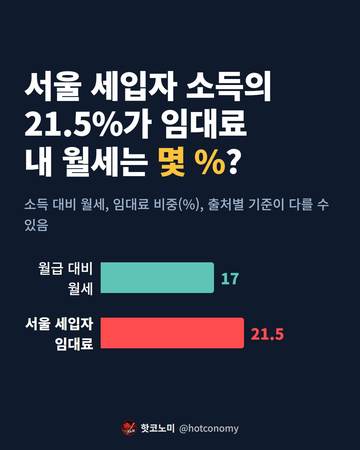 서울 세입자 소득의
21.5%가 임대료
내 월세는 몇 %?
소득 대비 월세, 임대료 비중(%), 출처별 기준이 다를 수
있음
월급 대비
월세
17
서울 세입자
임대료
21.5
핫코노미 @hotconomy